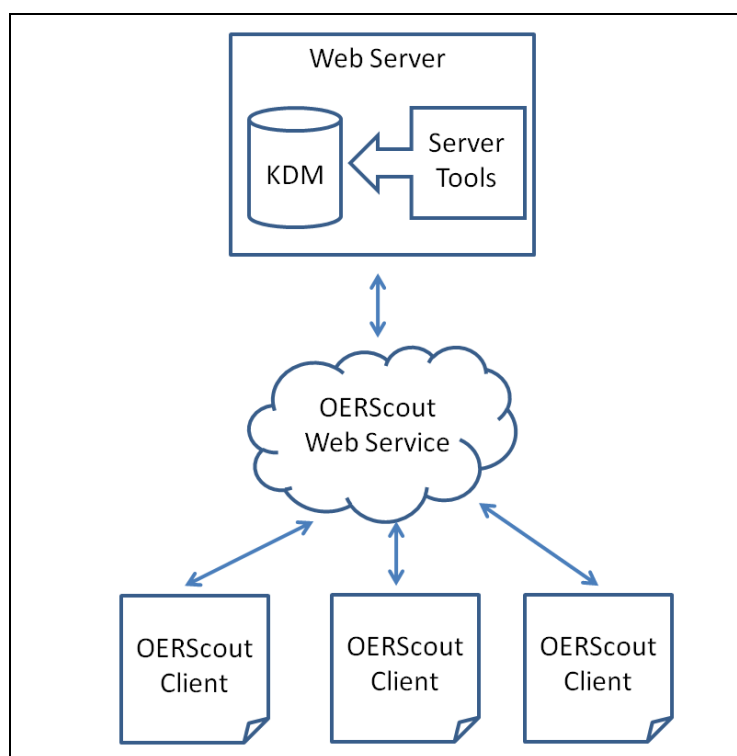 Web Server
KDM
Server
Tools
OERScout
Web Service
OERScout
Client
OERScout
Client
OERScout
Client